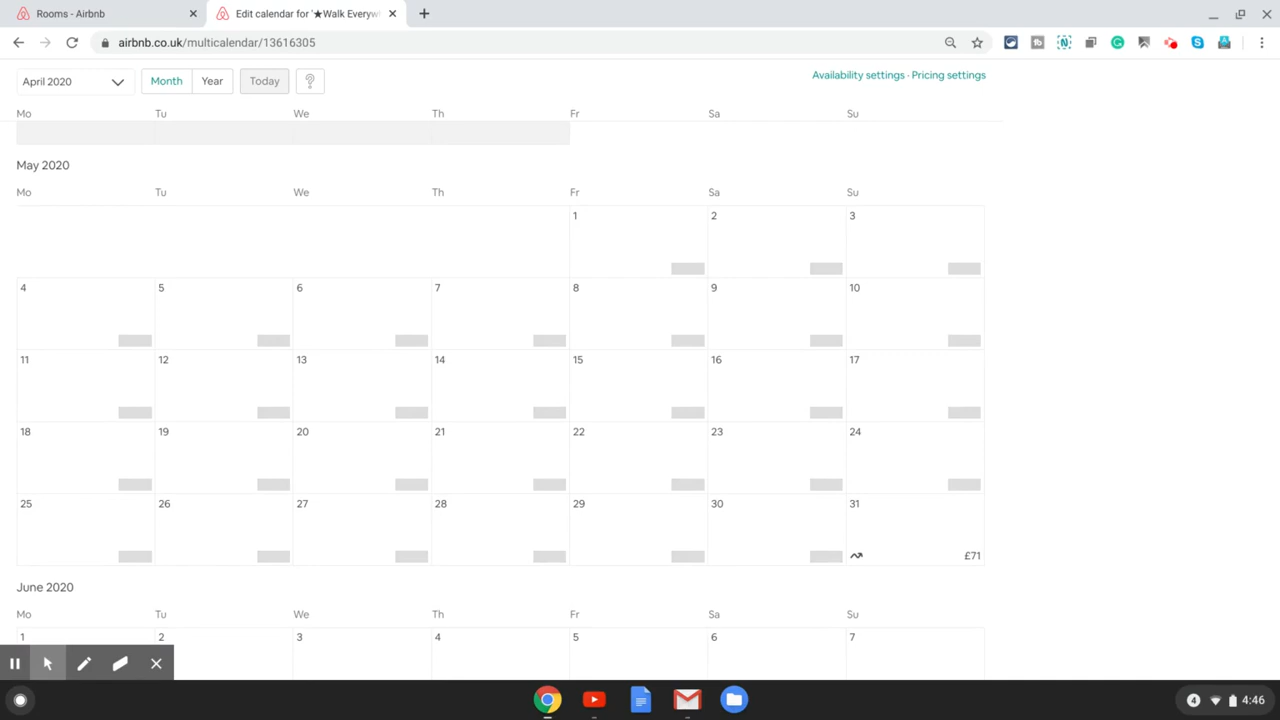 Rooms - Airbnb
Edit calendar for '★Walk Everyw
airbnb.co.uk/multicalendar/13616305
April 2020 Month Year Today ? Availability settings · Pricing settings
Mo Tu We Th Fr Sa Su
May 2020
Mo Tu We Th Fr Sa Su
1 2 3
4 5 6 7 8 9 10
11 12 13 14 15 16 17
18 19 20 21 22 23 24
25 26 27 28 29 30 31
£71
June 2020
Mo Tu We Th Fr Sa Su
1 2 3 4 5 6 7
4 4:46